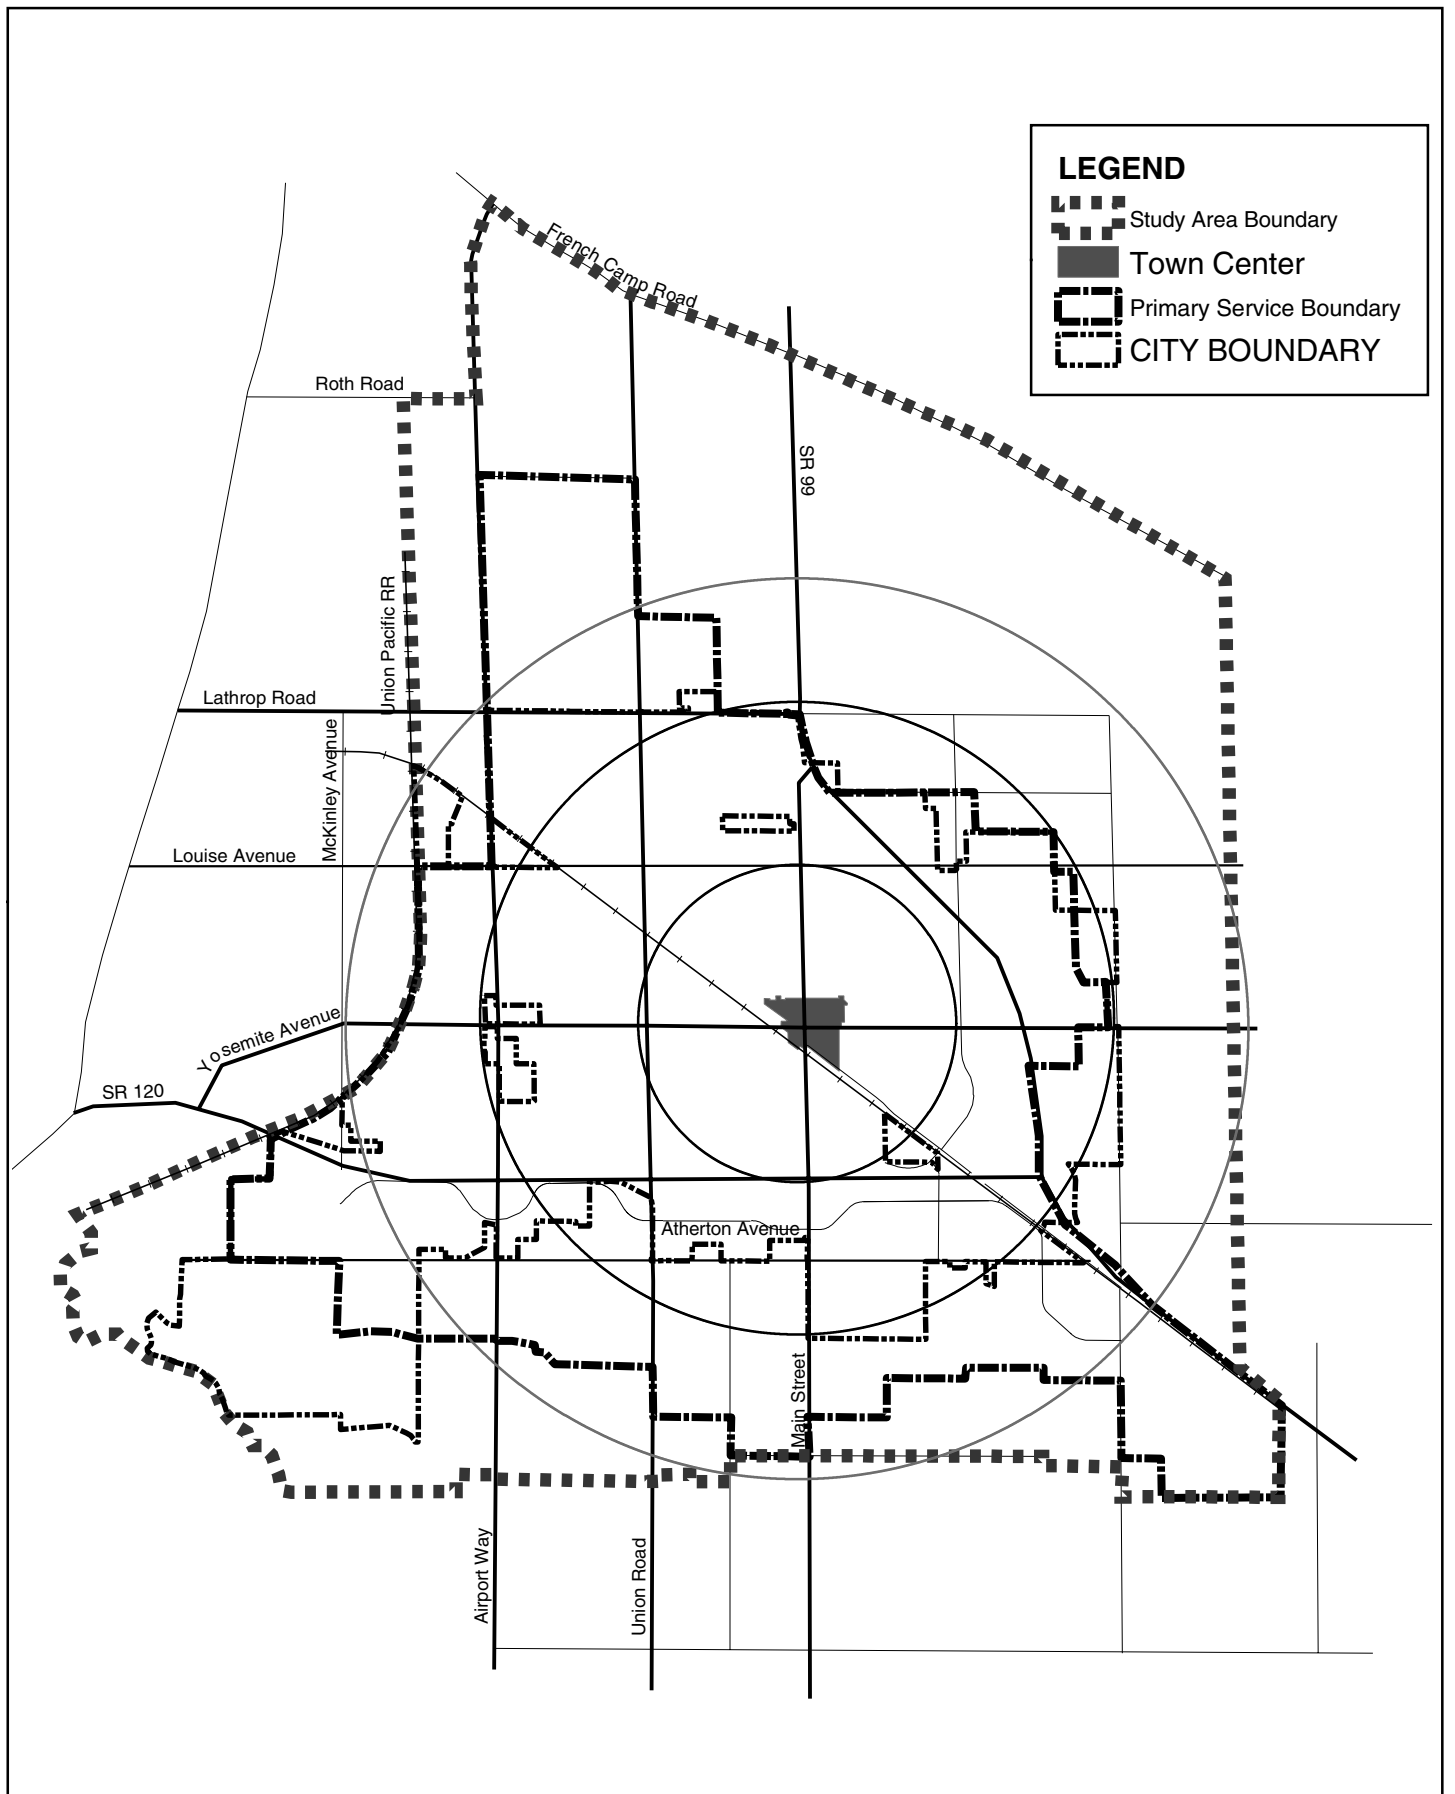 LEGEND
Study Area Boundary
Town Center
Primary Service Boundary
CITY BOUNDARY
French Camp Road
Roth Road
SR 99
Union Pacific RR
Lathrop Road
McKinley Avenue
Louise Avenue
Yosemite Avenue
SR 120
Atherton Avenue
Main Street
Airport Way
Union Road